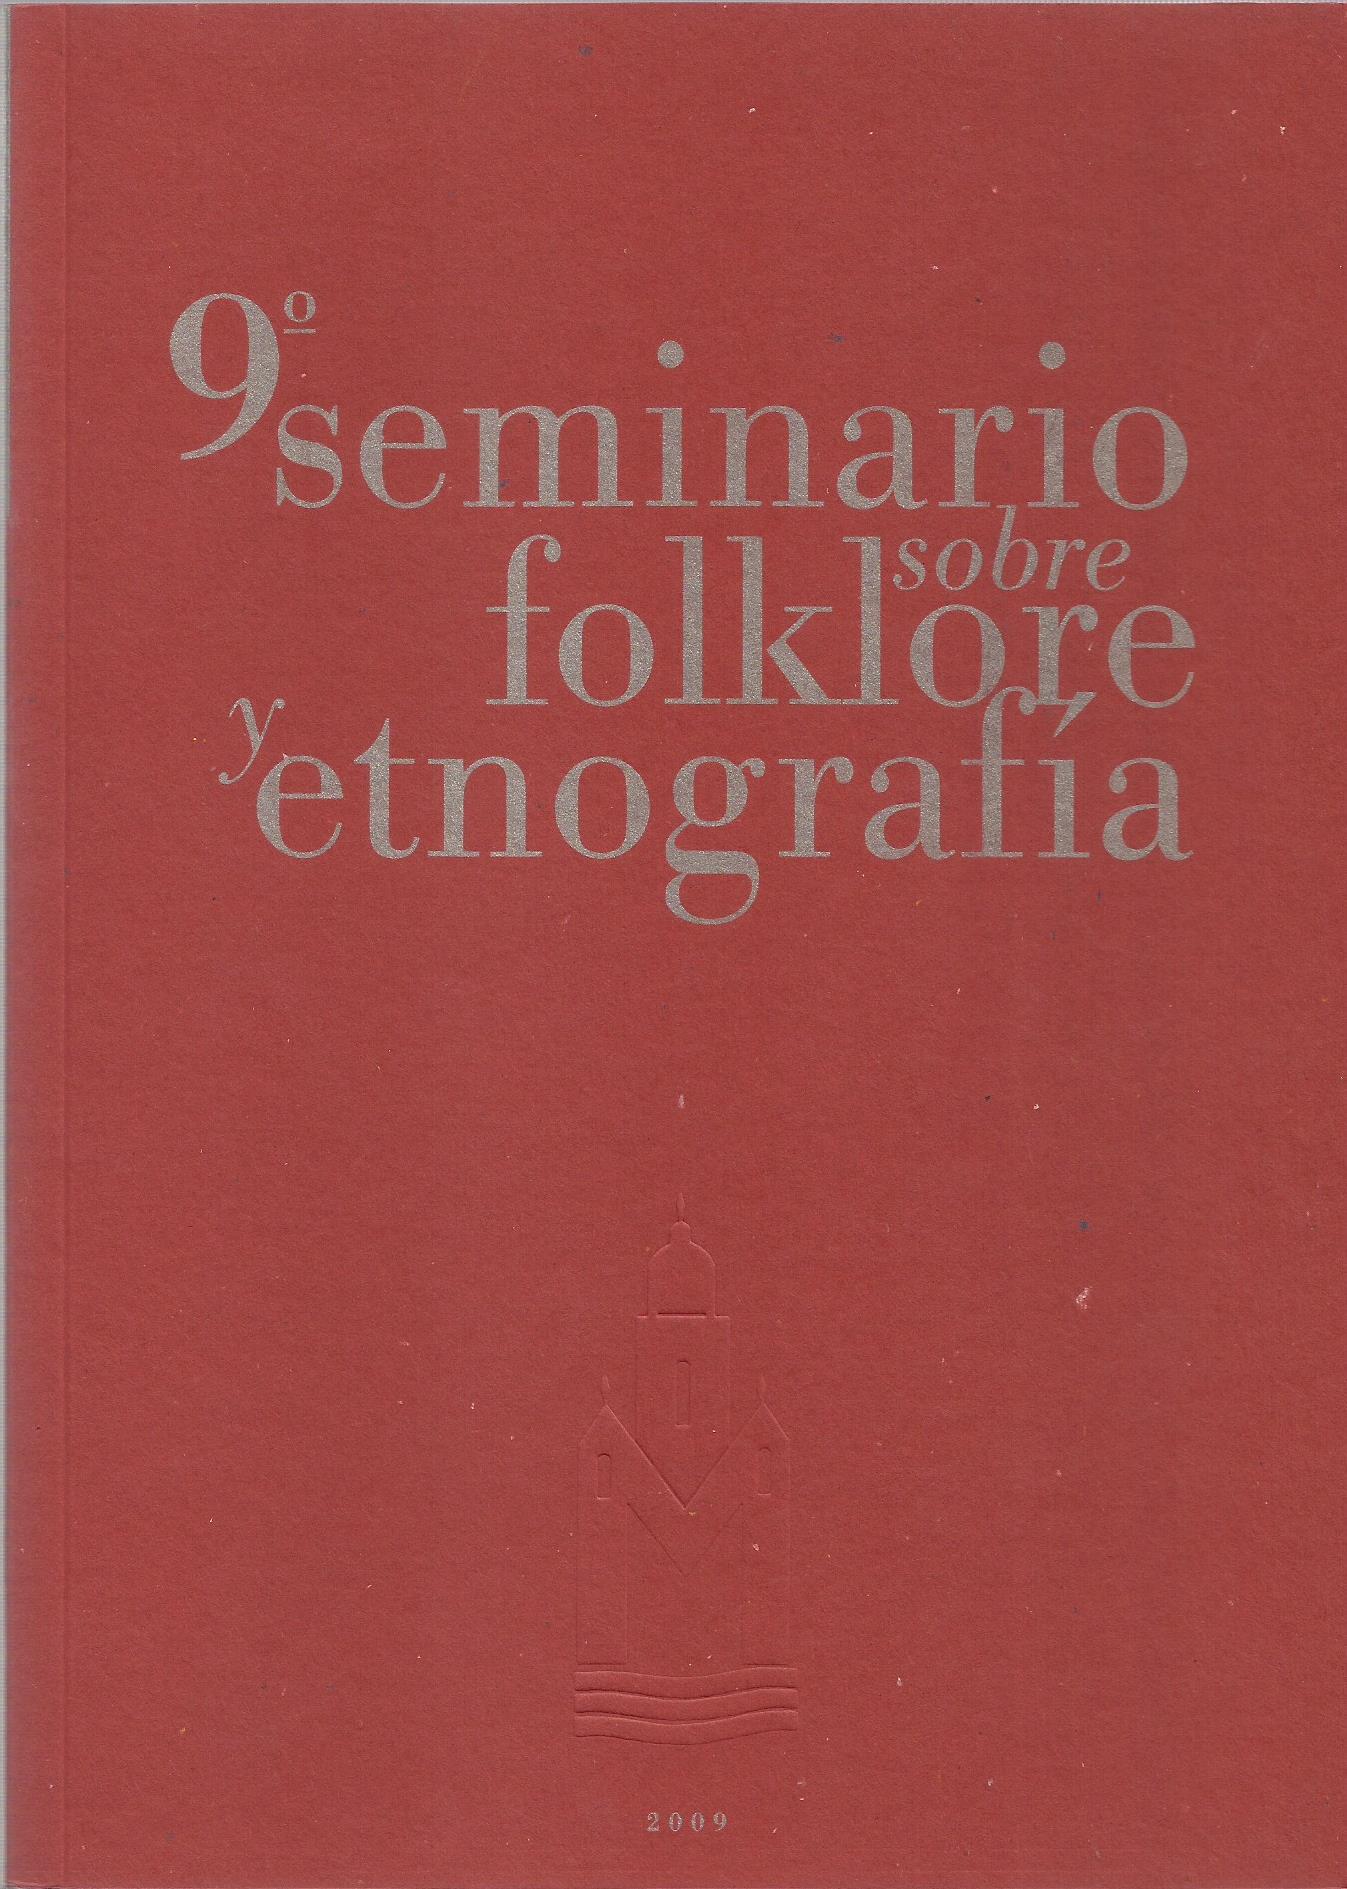 9º seminario
sobre
folklore
y etnografía
2009